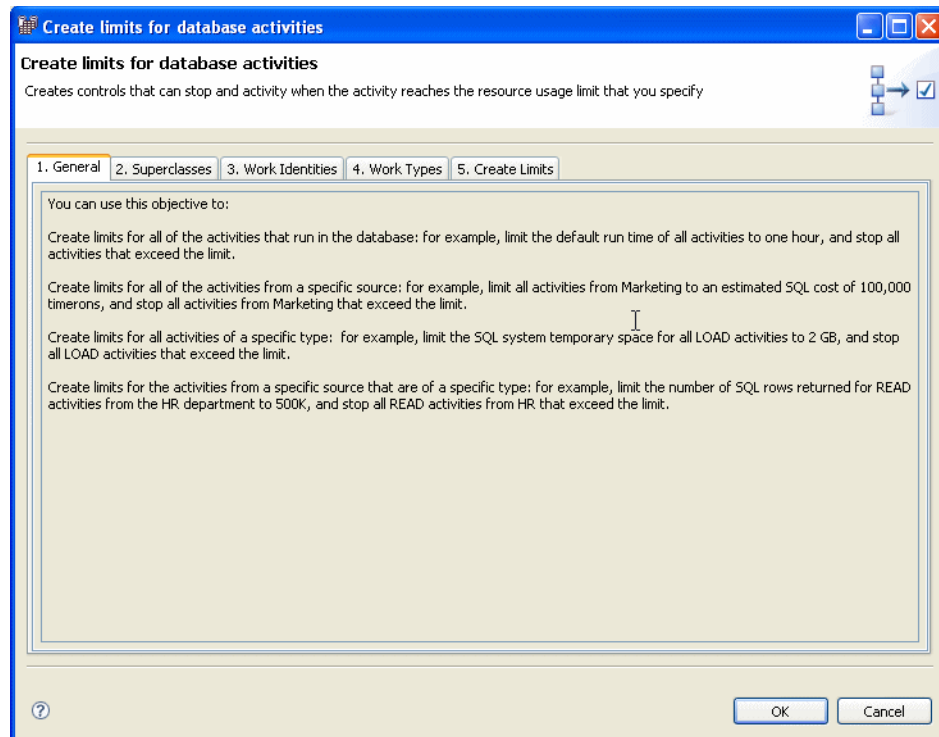 Create limits for database activities
Create limits for database activities
Creates controls that can stop and activity when the activity reaches the resource usage limit that you specify
1. General
2. Superclasses
3. Work Identities
4. Work Types
5. Create Limits
You can use this objective to:
Create limits for all of the activities that run in the database: for example, limit the default run time of all activities to one hour, and stop all
activities that exceed the limit.
Create limits for all of the activities from a specific source: for example, limit all activities from Marketing to an estimated SQL cost of 100,000
timerons, and stop all activities from Marketing that exceed the limit.
Create limits for all activities of a specific type:  for example, limit the SQL system temporary space for all LOAD activities to 2 GB, and stop
all LOAD activities that exceed the limit.
Create limits for the activities from a specific source that are of a specific type: for example, limit the number of SQL rows returned for READ
activities from the HR department to 500K, and stop all READ activities from HR that exceed the limit.
?
OK
Cancel